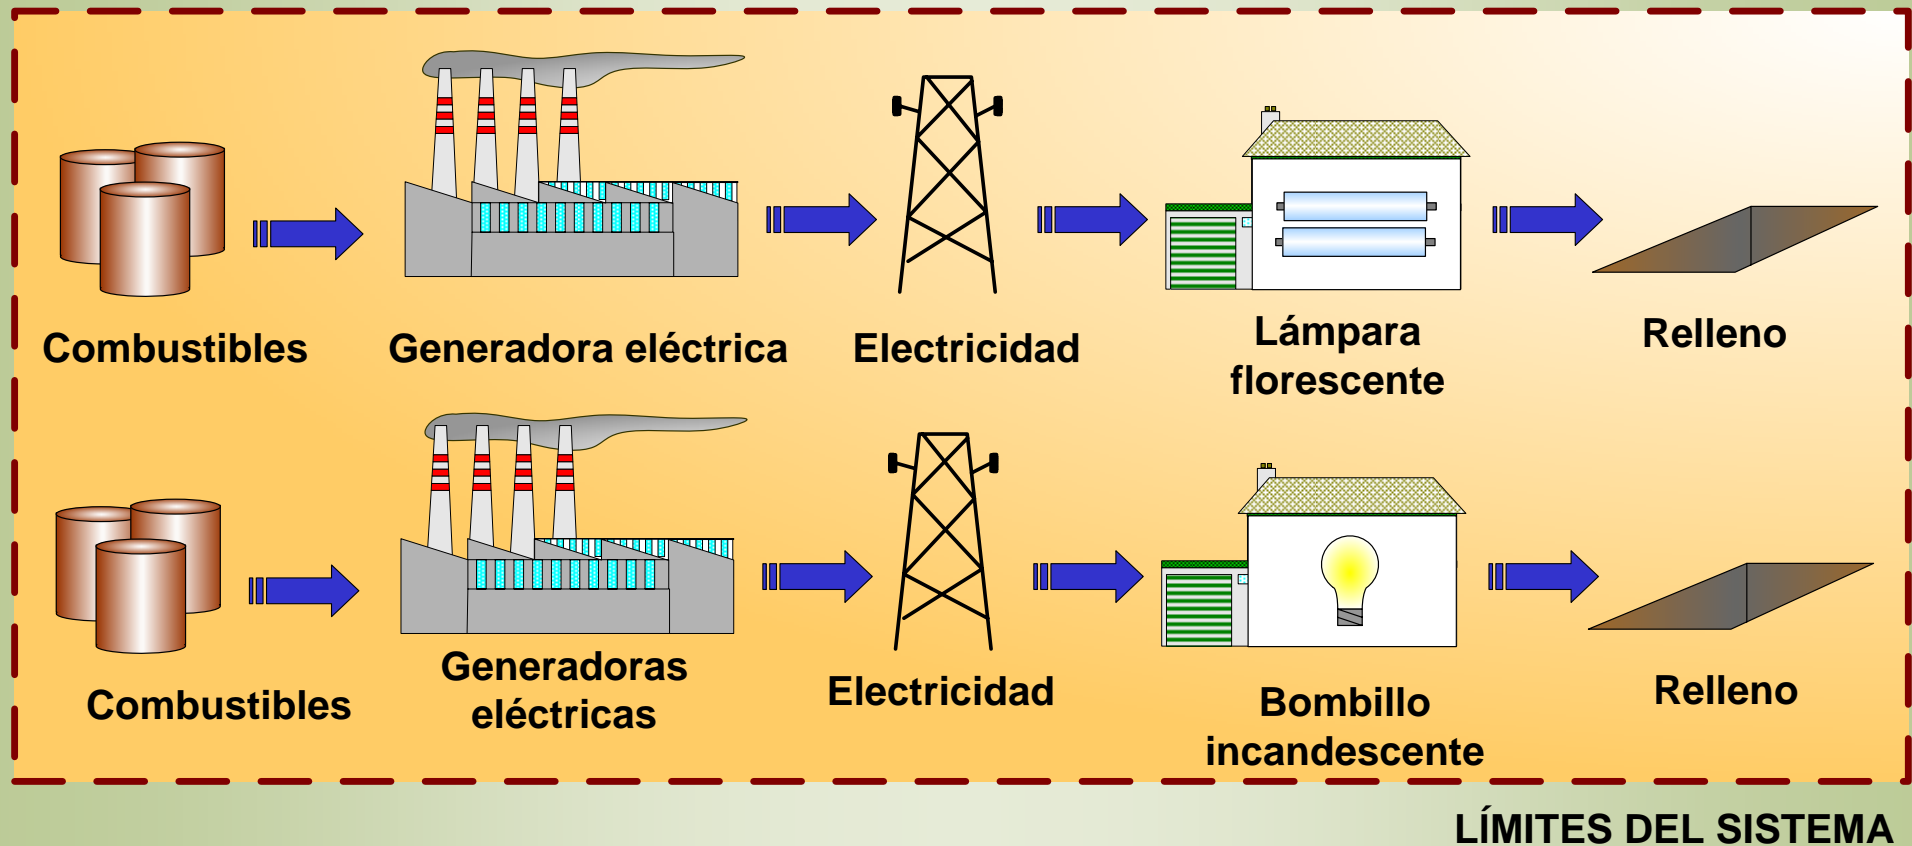 Combustibles
Generadora eléctrica
Electricidad
Lámpara
florescente
Relleno
Combustibles
Generadoras
eléctricas
Electricidad
Bombillo
incandescente
Relleno
LÍMITES DEL SISTEMA